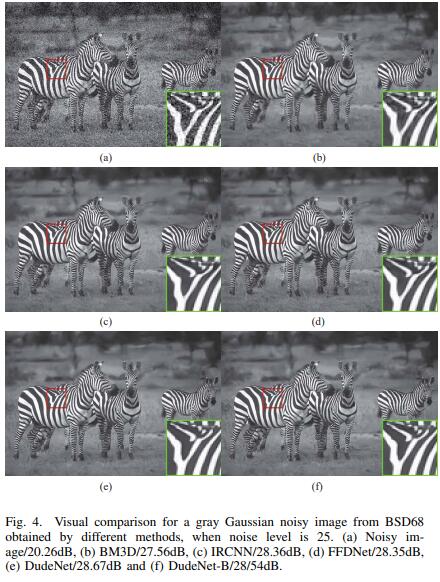 (a)
(b)
(c)
(d)
(e)
(f)
Fig. 4. Visual comparison for a gray Gaussian noisy image from BSD68
obtained by different methods, when noise level is 25. (a) Noisy im-
age/20.26dB, (b) BM3D/27.56dB, (c) IRCNN/28.36dB, (d) FFDNet/28.35dB,
(e) DudeNet/28.67dB and (f) DudeNet-B/28/54dB.